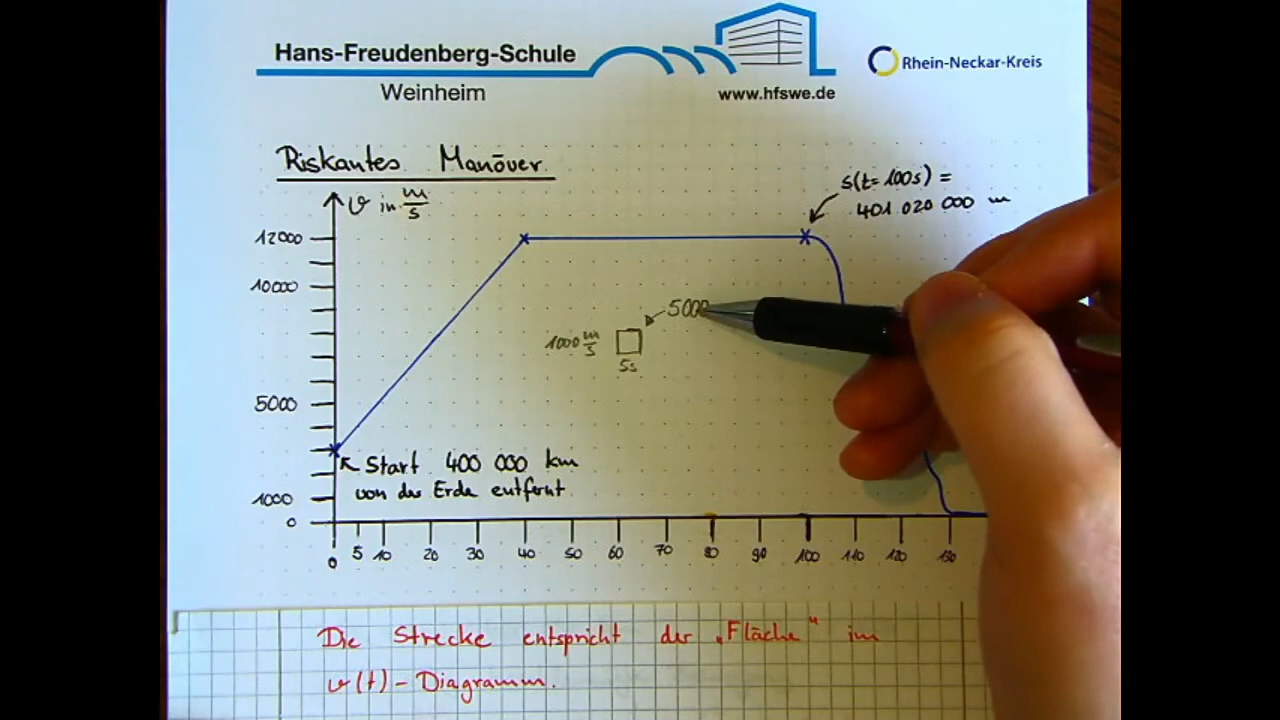 Hans-Freudenberg-Schule
Weinheim
www.hfswe.de
Rhein-Neckar-Kreis
Riskantes Manöver
v in m/s
s(t=100s) =
401 020 000 m
12000
10000
5000
1000
0
1000 m/s
5s
5000
Start 400 000 km
von der Erde entfernt
0 5 10 20 30 40 50 60 70 80 90 100 110 120 130
Die Strecke entspricht der „Fläche" im
v(t)-Diagramm.